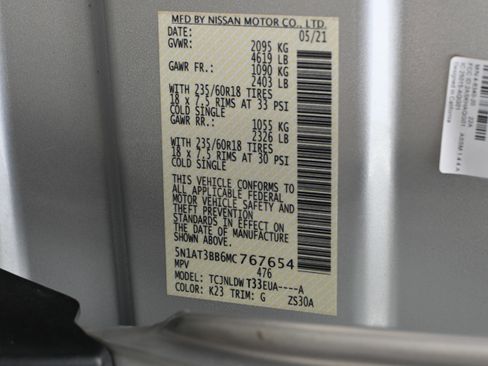 MFD BY NISSAN MOTOR CO., LTD.
DATE: 05/21
GVWR: 2095 KG
4619 LB
GAWR FR.: 1090 KG
2403 LB
WITH 235/60R18 TIRES
18 x 7.5 RIMS AT 33 PSI
COLD SINGLE
GAWR RR.: 1055 KG
2326 LB
WITH 235/60R18 TIRES
18 x 7.5 RIMS AT 30 PSI
COLD SINGLE
THIS VEHICLE CONFORMS TO
ALL APPLICABLE FEDERAL
MOTOR VEHICLE SAFETY AND
THEFT PREVENTION
STANDARDS IN EFFECT ON
THE DATE OF MANUFACTURE
SHOWN ABOVE.
5N1AT3BB6MC767654
MPV 476
MODEL: TCJNLDWT33EUA----A
COLOR: K23 TRIM: G ZS30A